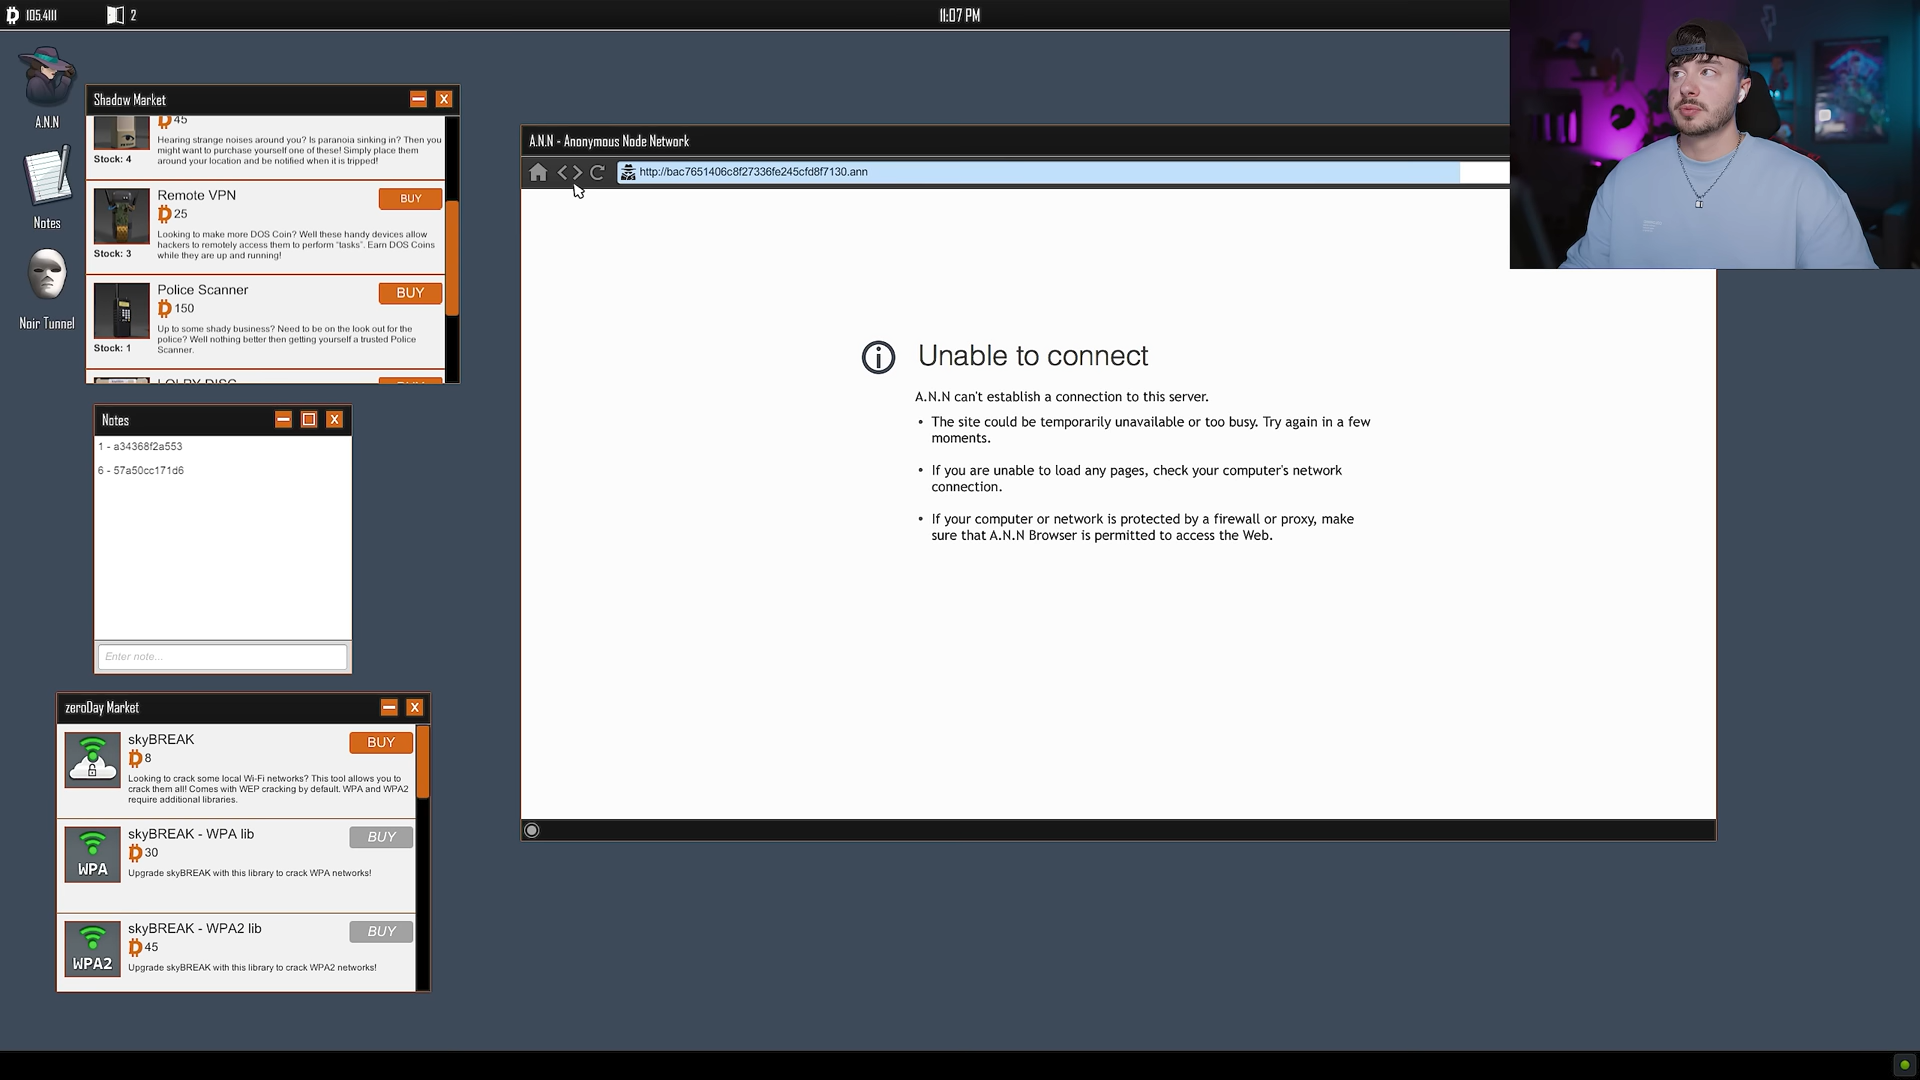 105.4111
2
11:07 PM
A.N.N
Notes
Noir Tunnel
Shadow Market
X
45
Hearing strange noises around you? Is paranoia sinking in? Then you
might want to purchase yourself one of these! Simply place them
around your location and be notified when it is tripped!
Stock: 4
Remote VPN
BUY
25
Looking to make more DOS Coin? Well these handy devices allow
hackers to remotely access them to perform "tasks". Earn DOS Coins
while they are up and running!
Stock: 3
Police Scanner
BUY
150
Up to some shady business? Need to be on the look out for the
police? Well nothing better then getting yourself a trusted Police
Scanner.
Stock: 1
Notes
X
1 - a34368f2a553
6 - 57a50cc171d6
Enter note...
zeroDay Market
X
skyBREAK
BUY
8
Looking to crack some local Wi-Fi networks? This tool allows you to
crack them all! Comes with WEP cracking by default. WPA and WPA2
require additional libraries.
skyBREAK - WPA lib
BUY
30
WPA
Upgrade skyBREAK with this library to crack WPA networks!
skyBREAK - WPA2 lib
BUY
45
WPA2
Upgrade skyBREAK with this library to crack WPA2 networks!
A.N.N - Anonymous Node Network
http://bac7651406c8f27336fe245cfd8f7130.ann
Unable to connect
A.N.N can't establish a connection to this server.
• The site could be temporarily unavailable or too busy. Try again in a few
moments.
• If you are unable to load any pages, check your computer's network
connection.
• If your computer or network is protected by a firewall or proxy, make
sure that A.N.N Browser is permitted to access the Web.